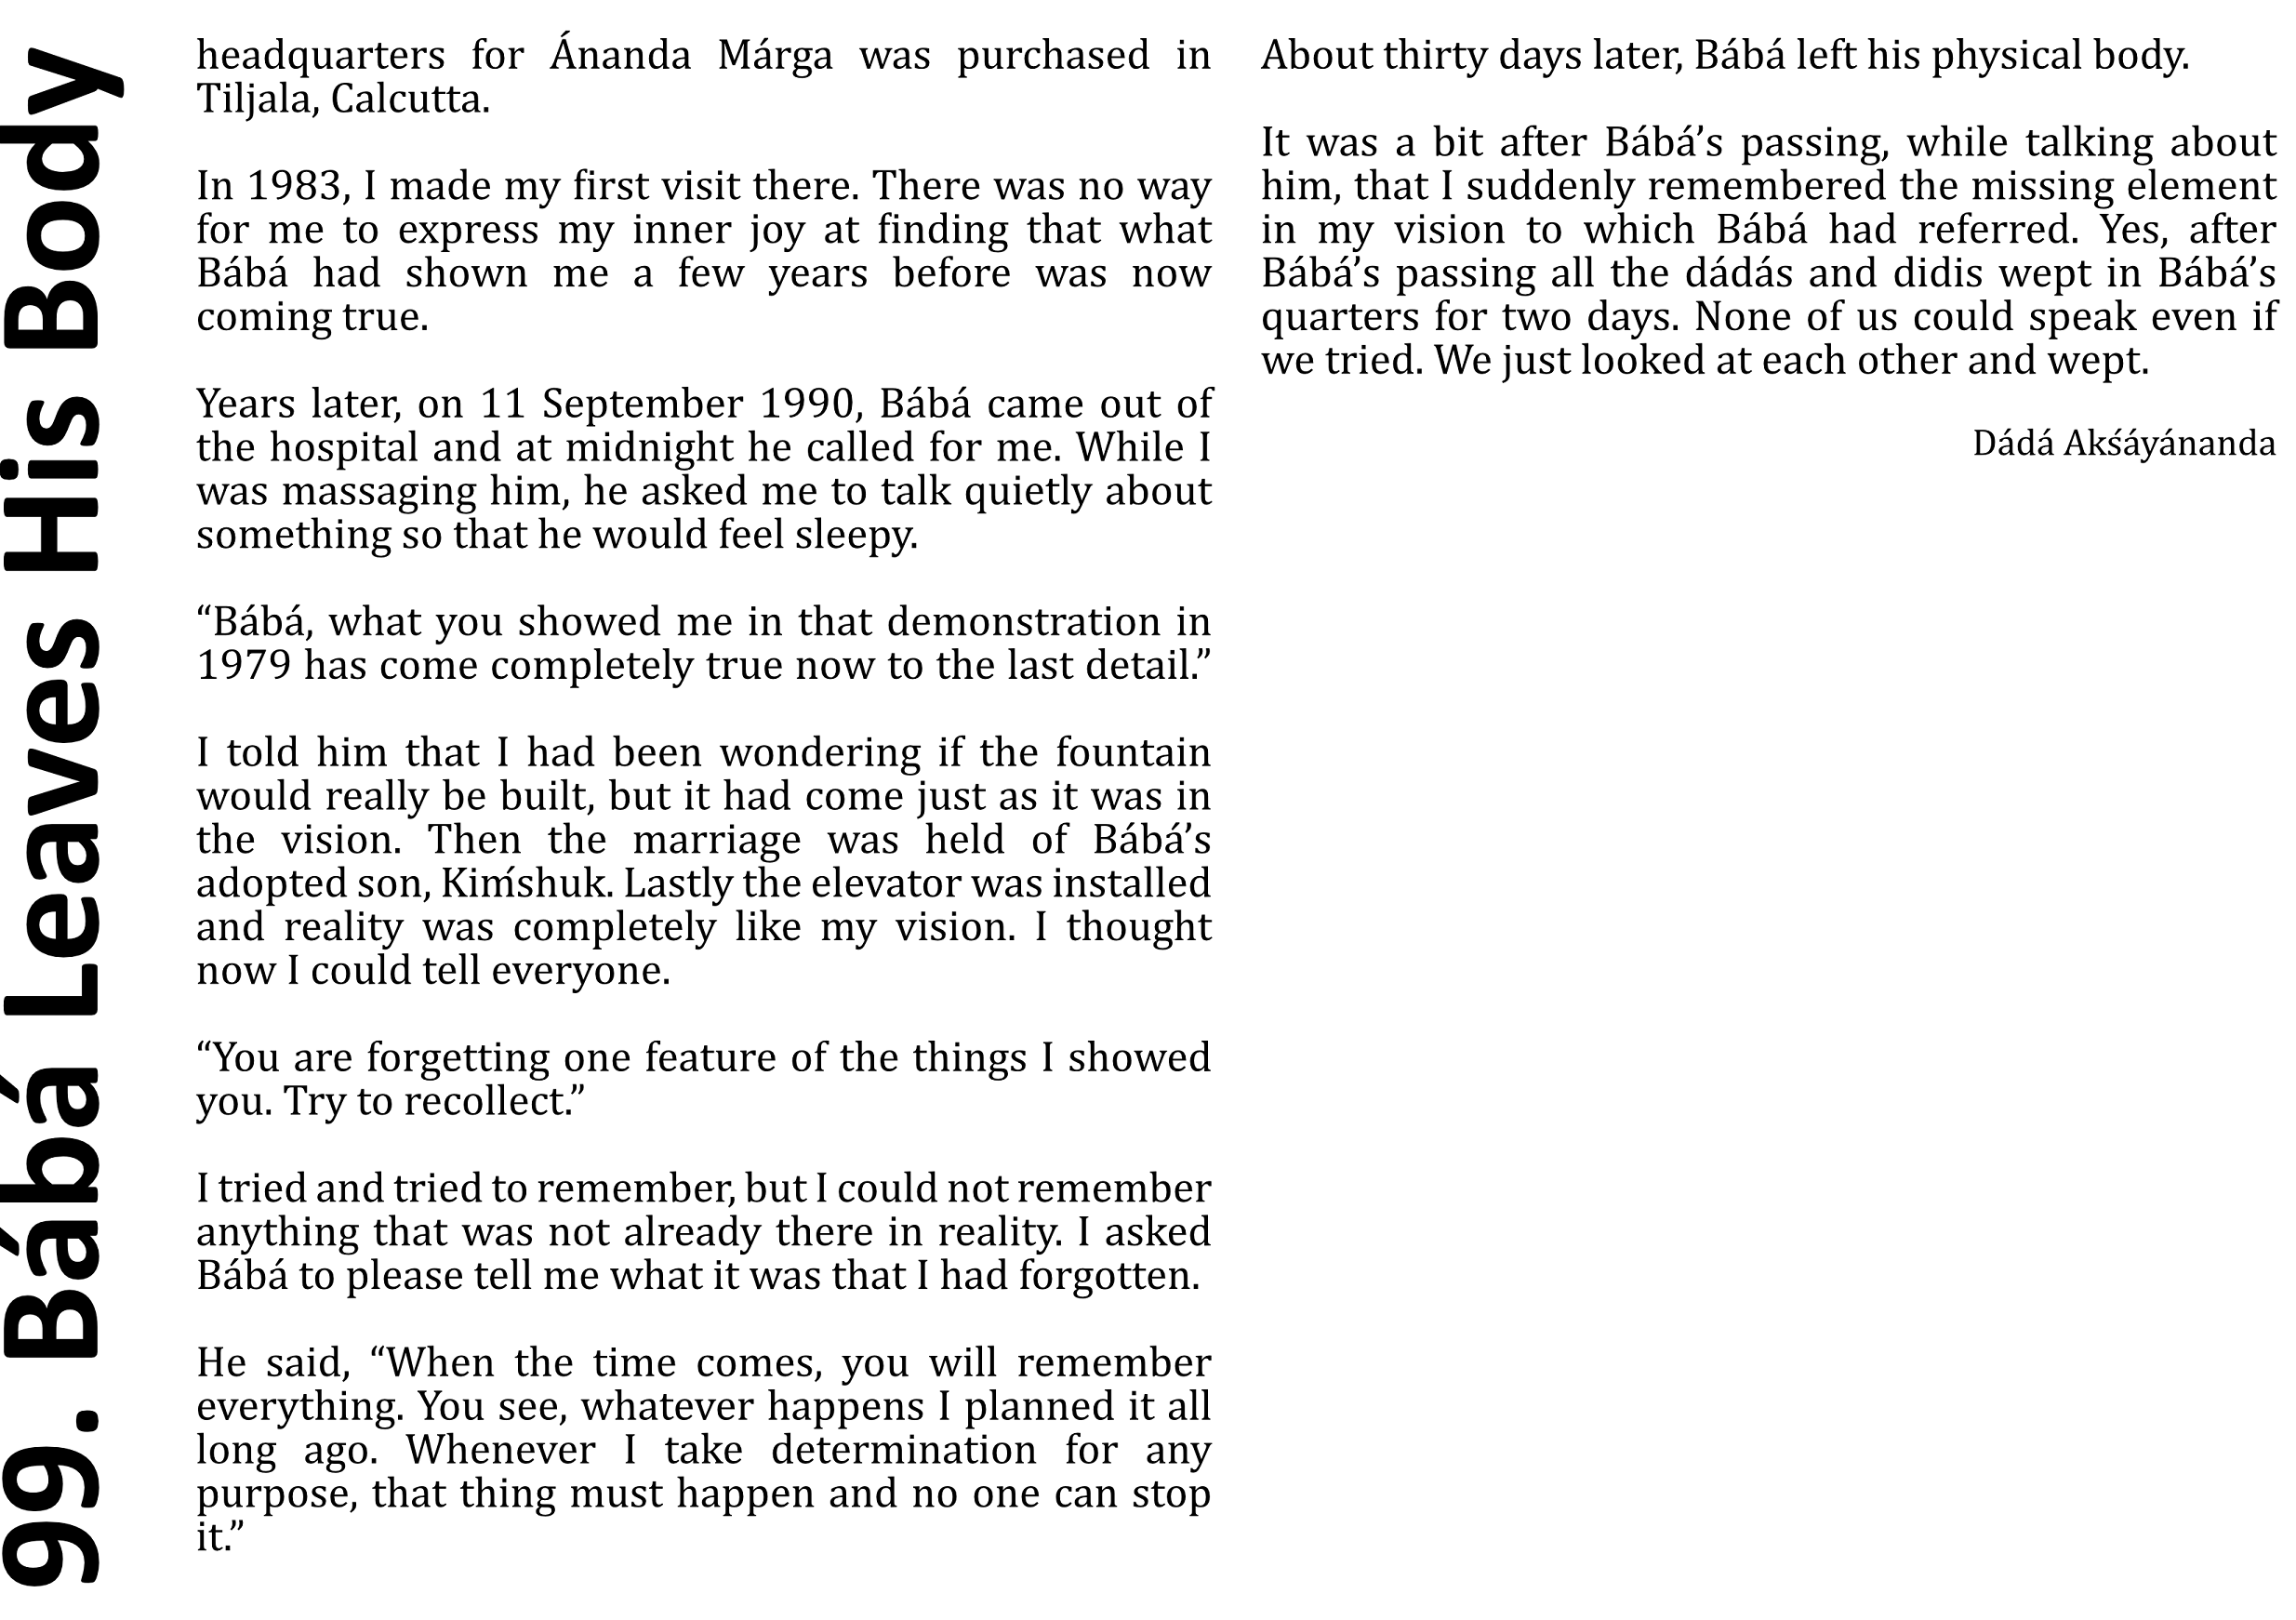 99. Bábá Leaves His Body
headquarters for Ánanda Márga was purchased in
Tiljala, Calcutta.
In 1983, I made my first visit there. There was no way
for me to express my inner joy at finding that what
Bábá had shown me a few years before was now
coming true.
Years later, on 11 September 1990, Bábá came out of
the hospital and at midnight he called for me. While I
was massaging him, he asked me to talk quietly about
something so that he would feel sleepy.
“Bábá, what you showed me in that demonstration in
1979 has come completely true now to the last detail.”
I told him that I had been wondering if the fountain
would really be built, but it had come just as it was in
the vision. Then the marriage was held of Bábá’s
adopted son, Kiḿshuk. Lastly the elevator was installed
and reality was completely like my vision. I thought
now I could tell everyone.
“You are forgetting one feature of the things I showed
you. Try to recollect.”
I tried and tried to remember, but I could not remember
anything that was not already there in reality. I asked
Bábá to please tell me what it was that I had forgotten.
He said, “When the time comes, you will remember
everything. You see, whatever happens I planned it all
long ago. Whenever I take determination for any
purpose, that thing must happen and no one can stop
it.”
About thirty days later, Bábá left his physical body.
It was a bit after Bábá’s passing, while talking about
him, that I suddenly remembered the missing element
in my vision to which Bábá had referred. Yes, after
Bábá’s passing all the dádás and didis wept in Bábá’s
quarters for two days. None of us could speak even if
we tried. We just looked at each other and wept.
Dádá Akśáyánanda